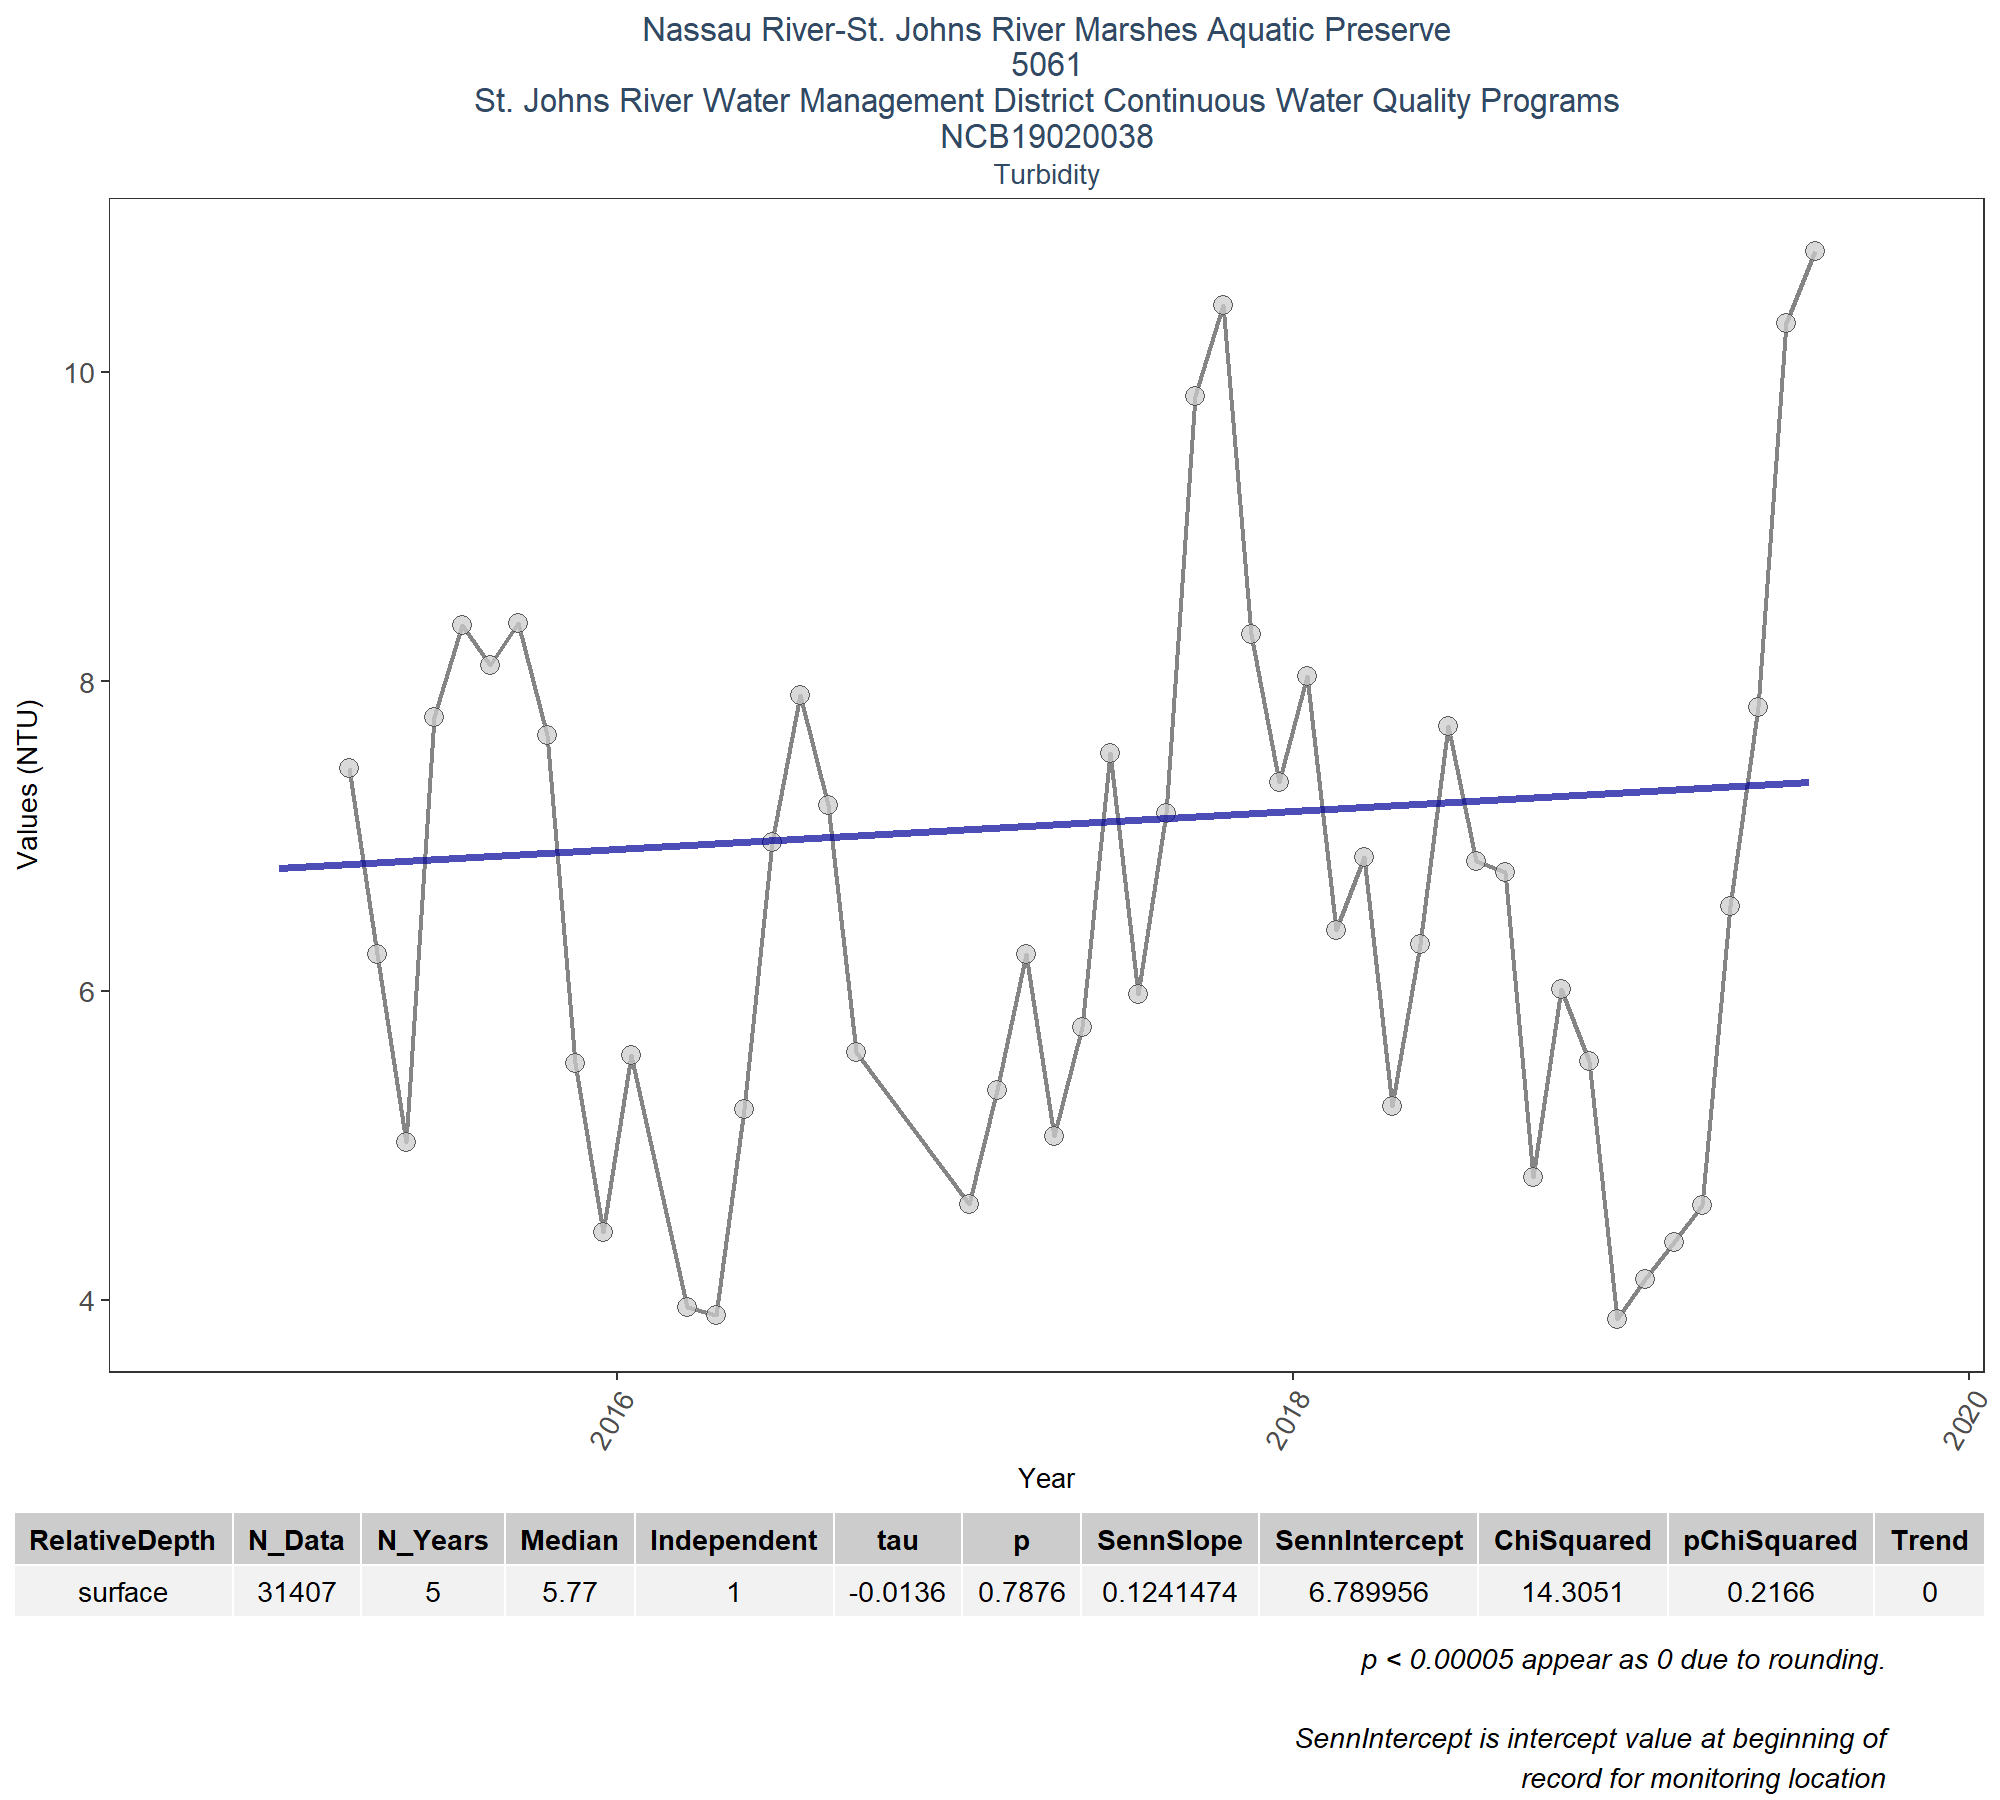 Nassau River-St. Johns River Marshes Aquatic Preserve
5061
St. Johns River Water Management District Continuous Water Quality Programs
NCB19020038
Turbidity
10
8
6
4
Values (NTU)
2016
2018
2020
Year
RelativeDepth N_Data N_Years Median Independent tau p SennSlope SennIntercept ChiSquared pChiSquared Trend
surface 31407 5 5.77 1 -0.0136 0.7876 0.1241474 6.789956 14.3051 0.2166 0
p < 0.00005 appear as 0 due to rounding.
SennIntercept is intercept value at beginning of
record for monitoring location